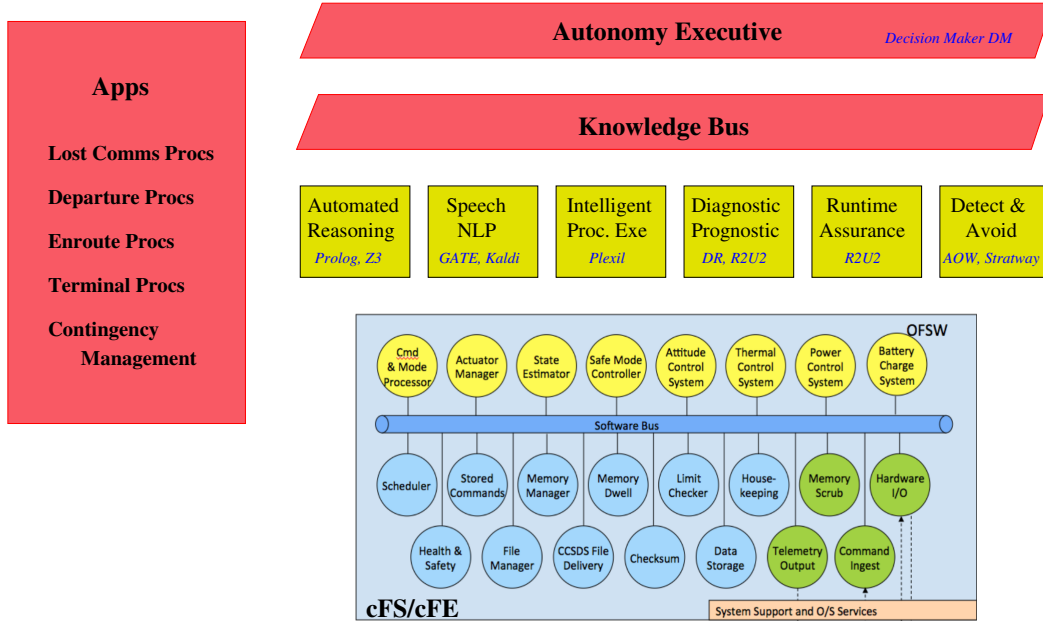 Apps
Lost Comms Procs
Departure Procs
Enroute Procs
Terminal Procs
Contingency
Management
Autonomy Executive
Decision Maker DM
Knowledge Bus
Automated
Reasoning
Prolog, Z3
Speech
NLP
GATE, Kaldi
Intelligent
Proc. Exe
Plexil
Diagnostic
Prognostic
DR, R2U2
Runtime
Assurance
R2U2
Detect &
Avoid
AOW, Stratway
OFSW
Cmd
& Mode
Processor
Actuator
Manager
State
Estimator
Safe Mode
Controller
Attitude
Control
System
Thermal
Control
System
Power
Control
System
Battery
Charge
System
Software Bus
Scheduler
Stored
Commands
Memory
Manager
Memory
Dwell
Limit
Checker
House-
keeping
Memory
Scrub
Hardware
I/O
Health &
Safety
File
Manager
CCSDS File
Delivery
Checksum
Data
Storage
Telemetry
Output
Command
Ingest
cFS/cFE
System Support and O/S Services